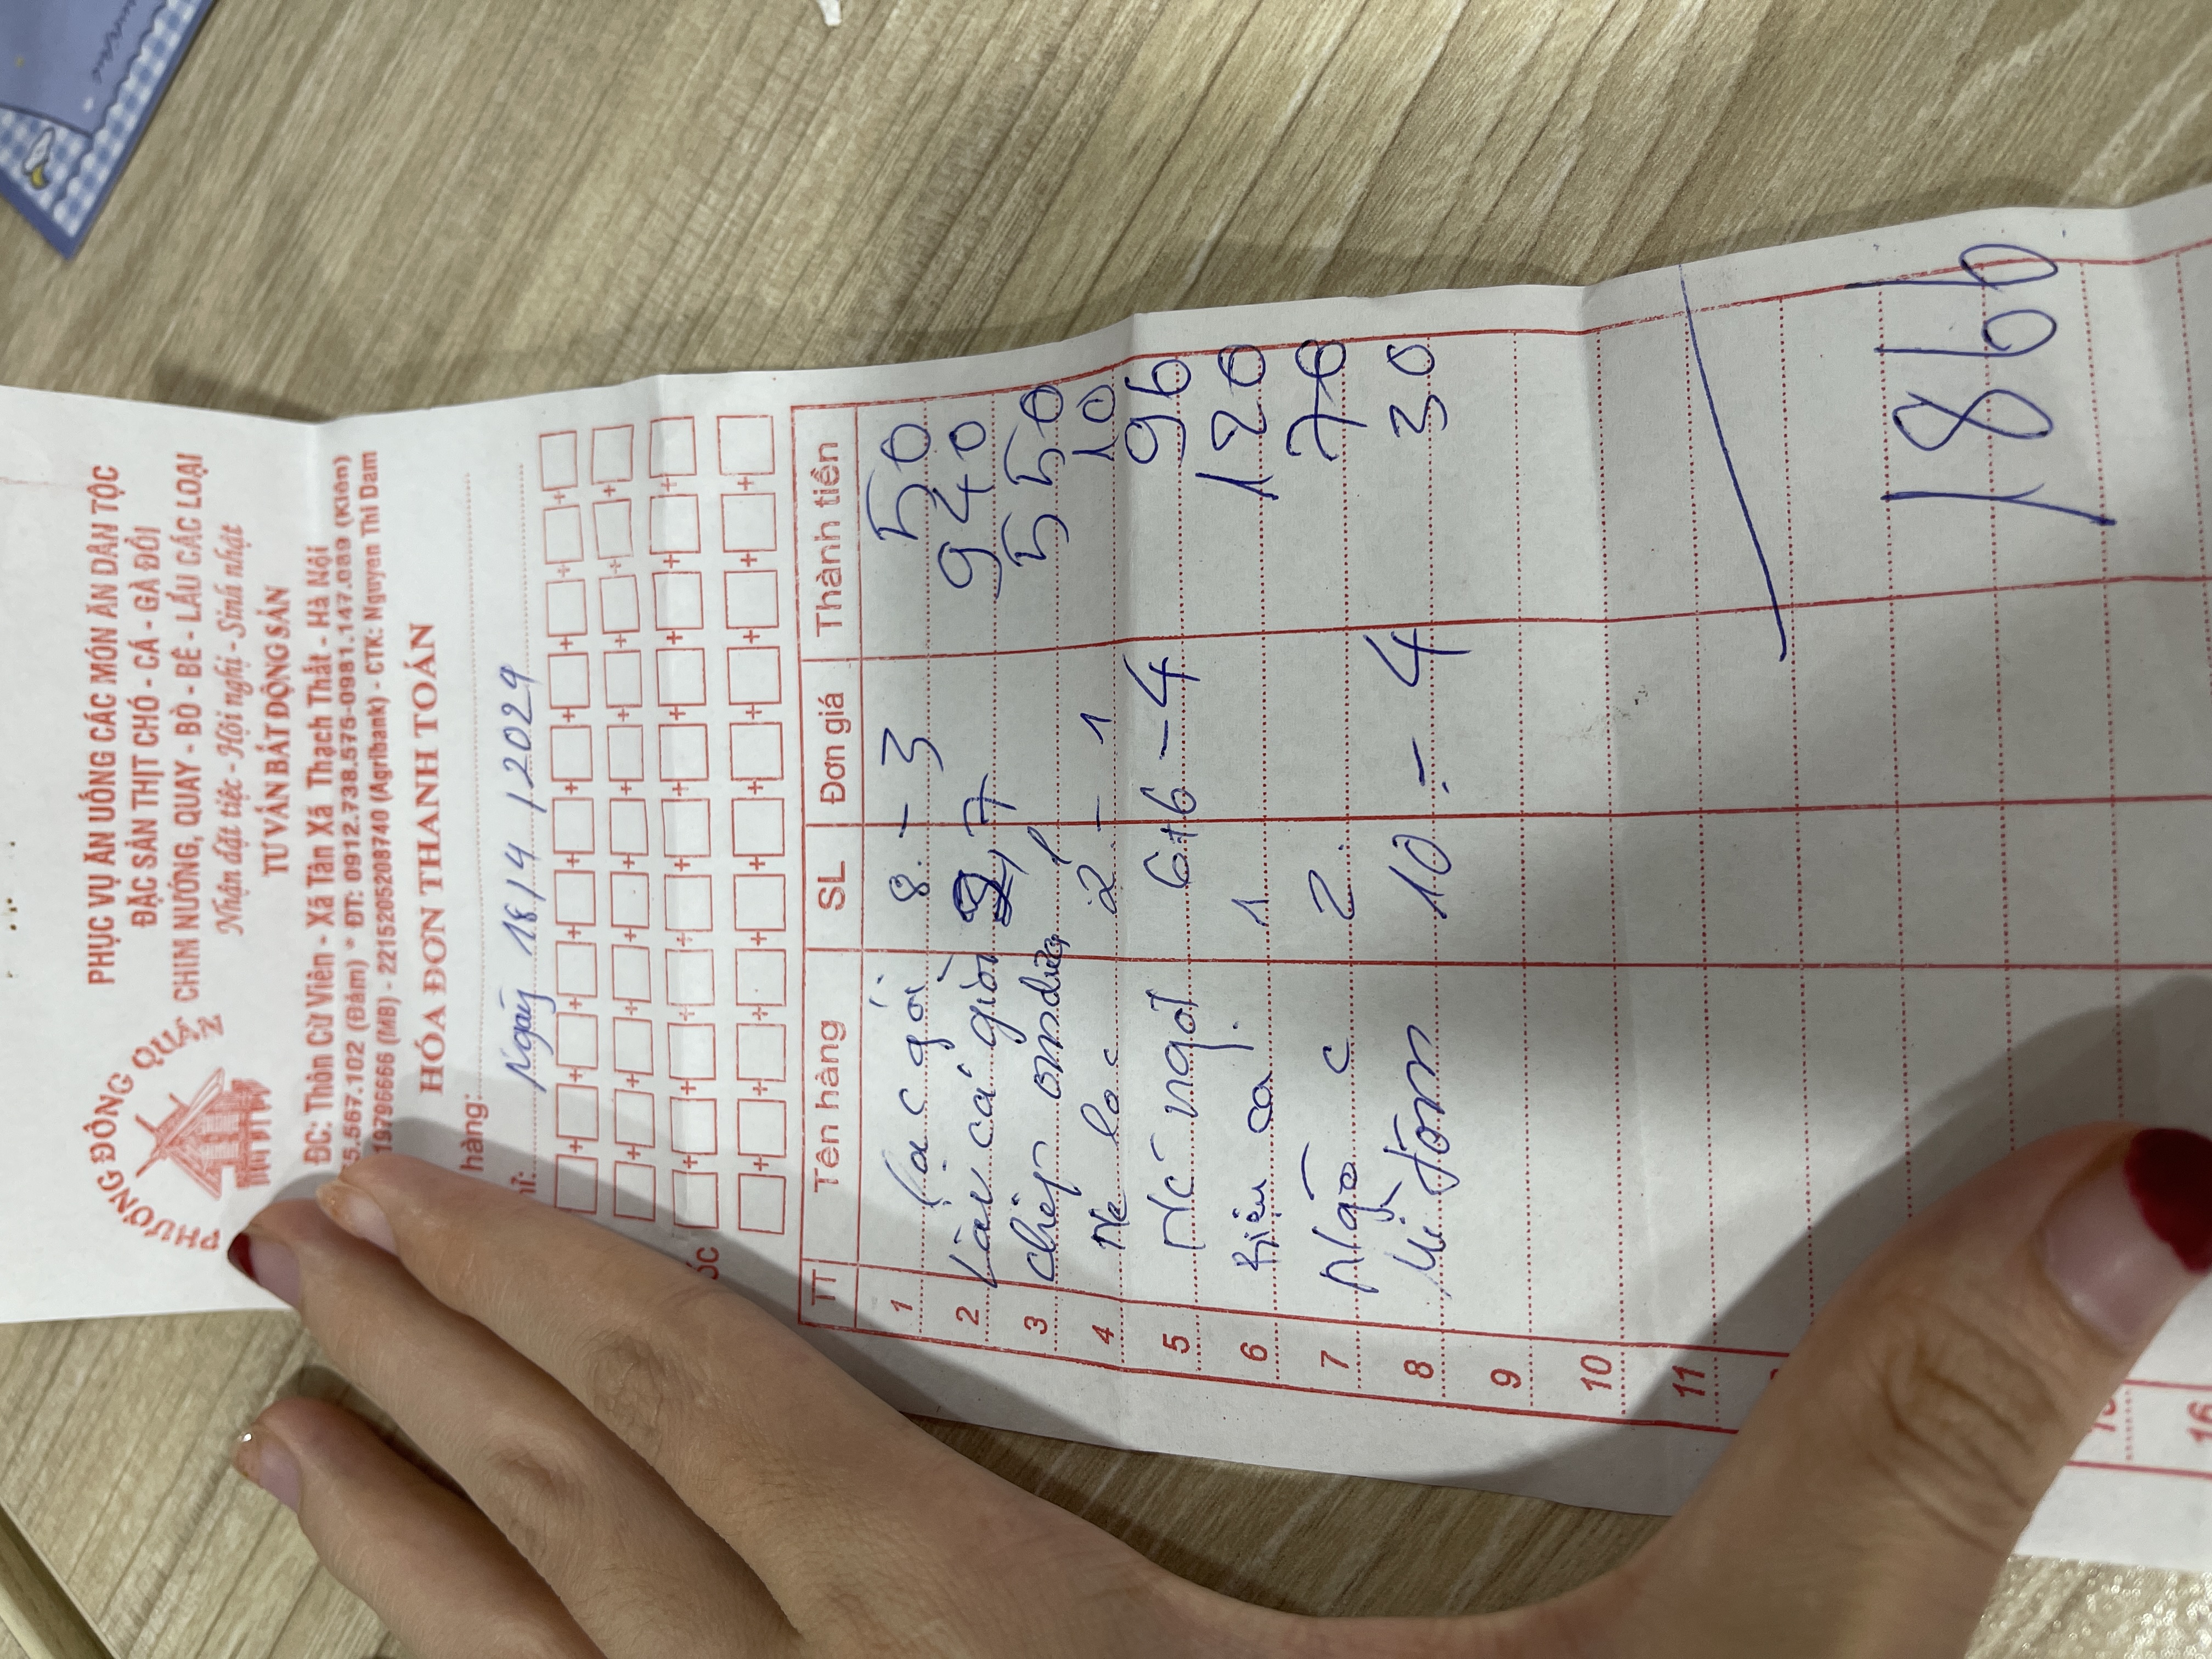 PHƯƠNG ĐÔNG QUÁN
PHỤC VỤ ĂN UỐNG CÁC MÓN ĂN DÂN TỘC
ĐẶC SẢN THỊT CHÓ - CÁ - GÀ ĐỒI
CHIM NƯỚNG, QUAY - BÒ - BÊ - LẨU CÁC LOẠI
Nhận đặt tiệc - Hội nghị - Sinh nhật
TƯ VẤN BẤT ĐỘNG SẢN
ĐC: Thôn Cừ Viên - Xã Tân Xã Thạch Thất - Hà Nội
5.567.102 (Đảm) * ĐT: 0912.738.575-0981.147.089 (Kiên)
19796666 (MB) - 2215205208740 (Agribank) - CTK: Nguyen Thi Dam
HÓA ĐƠN THANH TOÁN
hàng:
hỉ: Ngày 18/4/2024
+ + + + + + + + + +
+ + + + + + + + + +
ốc + + + + + + + + + +
+ + + + + + + + + +
TT Tên hàng SL Đơn giá Thành tiền
1 Lạc gói 8 - 3 50
2 cá giòn 2,7 940
3 chép om dưa 1 550
4 Nc lọc 2 - 1 10
5 Nc ngọt 6+6 - 4 96
6 Riệu ca 1 120
7 Ngô c 2 70
8 Mì tôm 10 - 4 30
9
10
11
1866
15
16